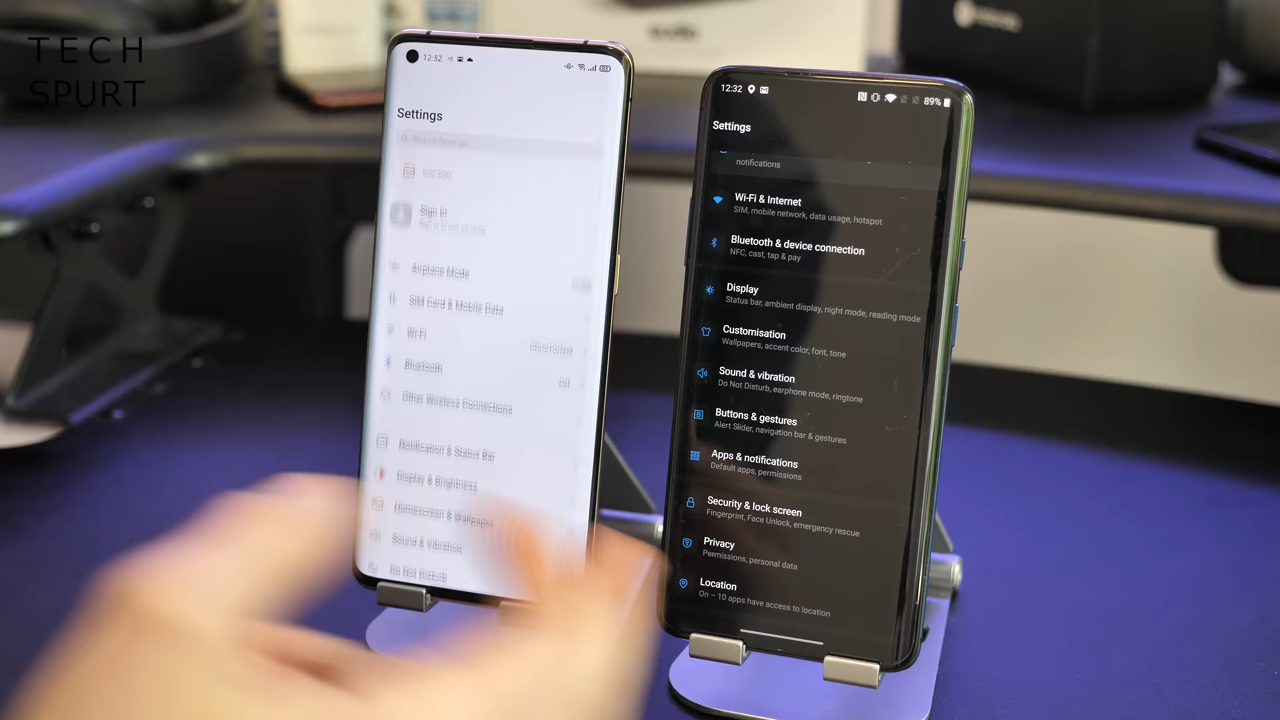 TECH
SPURT
12:32
Settings
Search Settings
Sign In
Airplane Mode
SIM Card & Mobile Data
Wi-Fi
Bluetooth
Off
Other Wireless Connections
Notification & Status Bar
Display & Brightness
Homescreen & Wallpaper
Sound & Vibration
Do Not Disturb
12:32
89%
Settings
notifications
Wi-Fi & Internet
SIM, mobile network, data usage, hotspot
Bluetooth & device connection
NFC, cast, tap & pay
Display
Status bar, ambient display, night mode, reading mode
Customisation
Wallpapers, accent color, font, tone
Sound & vibration
Do Not Disturb, earphone mode, ringtone
Buttons & gestures
Alert Slider, navigation bar & gestures
Apps & notifications
Default apps, permissions
Security & lock screen
Fingerprint, Face Unlock, emergency rescue
Privacy
Permissions, personal data
Location
On – 10 apps have access to location